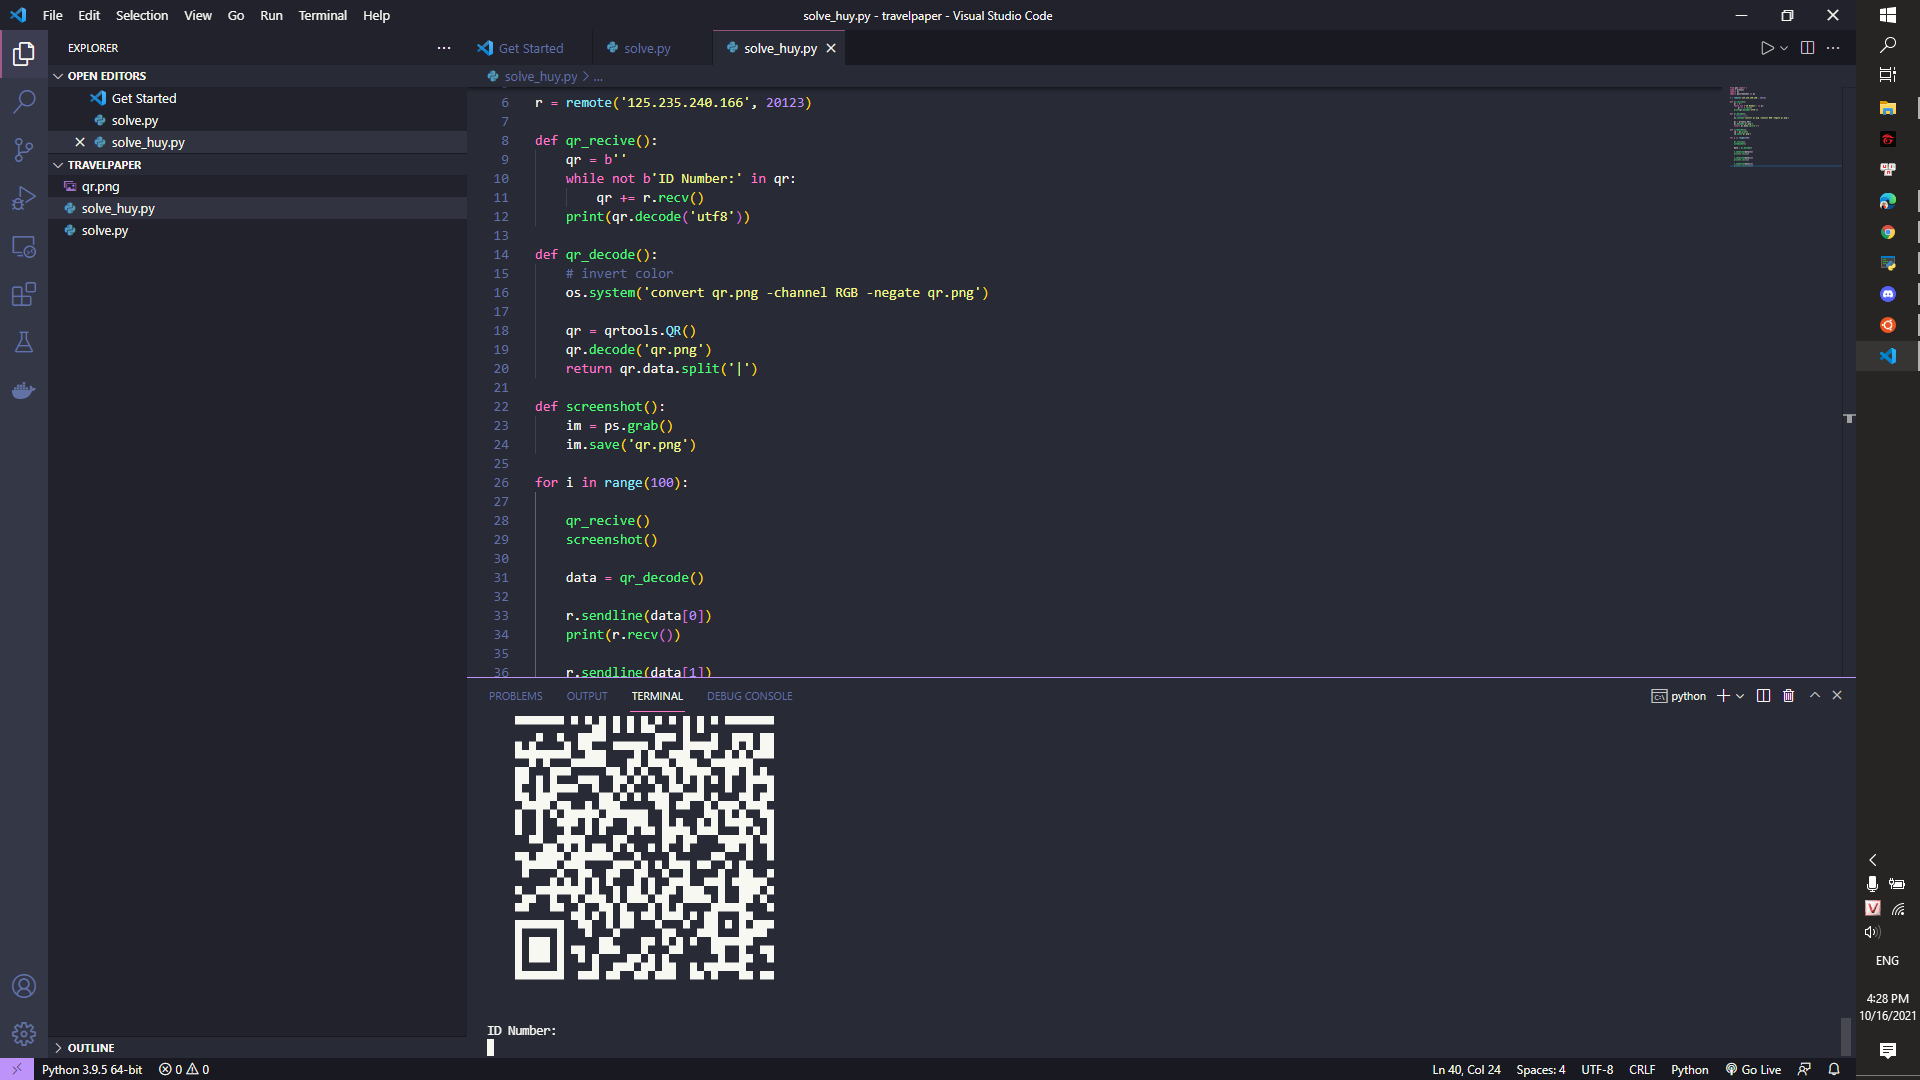 File Edit Selection View Go Run Terminal Help
solve_huy.py - travelpaper - Visual Studio Code
EXPLORER
OPEN EDITORS
Get Started
solve.py
solve_huy.py
TRAVELPAPER
qr.png
solve_huy.py
solve.py
OUTLINE
Get Started solve.py solve_huy.py
solve_huy.py > ...
6 r = remote('125.235.240.166', 20123)
7
8 def qr_recive():
9 qr = b''
10 while not b'ID Number:' in qr:
11 qr += r.recv()
12 print(qr.decode('utf8'))
13
14 def qr_decode():
15 # invert color
16 os.system('convert qr.png -channel RGB -negate qr.png')
17
18 qr = qrtools.QR()
19 qr.decode('qr.png')
20 return qr.data.split('|')
21
22 def screenshot():
23 im = ps.grab()
24 im.save('qr.png')
25
26 for i in range(100):
27
28 qr_recive()
29 screenshot()
30
31 data = qr_decode()
32
33 r.sendline(data[0])
34 print(r.recv())
35
36 r.sendline(data[1])
PROBLEMS OUTPUT TERMINAL DEBUG CONSOLE
python
ID Number:
Python 3.9.5 64-bit 0 0
Ln 40, Col 24 Spaces: 4 UTF-8 CRLF Python Go Live
V
ENG
4:28 PM
10/16/2021